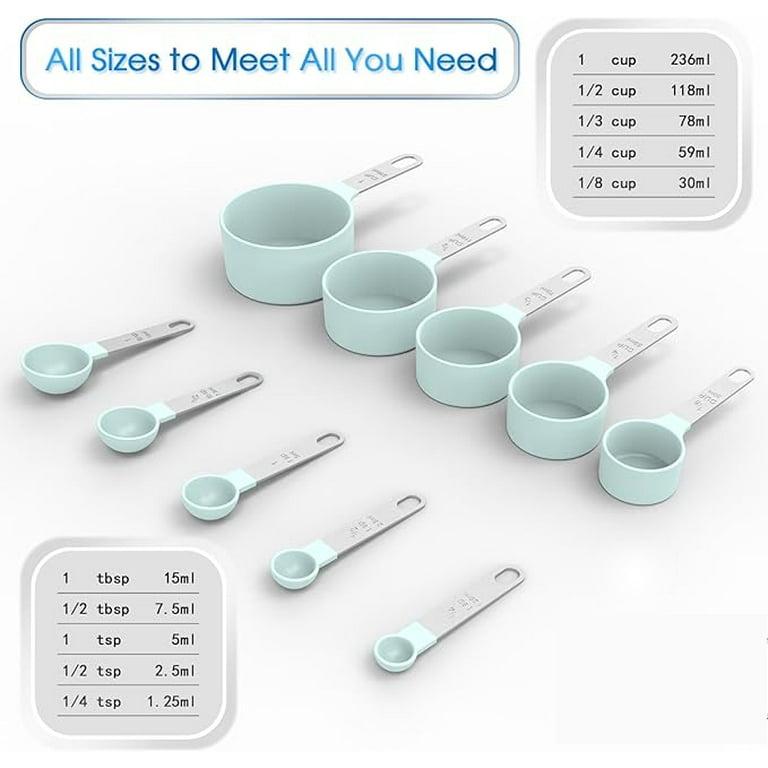 All Sizes to Meet All You Need
1 cup 236ml
1/2 cup 118ml
1/3 cup 78ml
1/4 cup 59ml
1/8 cup 30ml
1 tbsp 15ml
1/2 tbsp 7.5ml
1 tsp 5ml
1/2 tsp 2.5ml
1/4 tsp 1.25ml